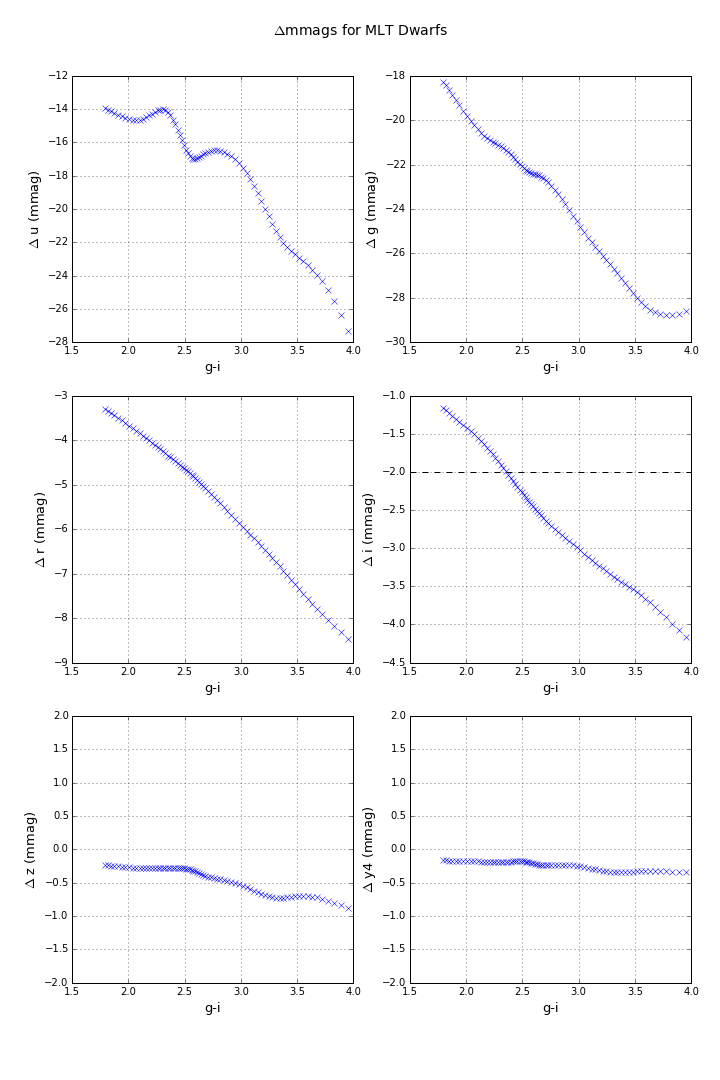 Δmmags for MLT Dwarfs
−12
−14
−16
−18
−20
−22
−24
−26
−28
Δ u (mmag)
1.5 2.0 2.5 3.0 3.5 4.0
g-i
−18
−20
−22
−24
−26
−28
−30
Δ g (mmag)
1.5 2.0 2.5 3.0 3.5 4.0
g-i
−3
−4
−5
−6
−7
−8
−9
Δ r (mmag)
1.5 2.0 2.5 3.0 3.5 4.0
g-i
−1.0
−1.5
−2.0
−2.5
−3.0
−3.5
−4.0
−4.5
Δ i (mmag)
1.5 2.0 2.5 3.0 3.5 4.0
g-i
2.0
1.5
1.0
0.5
0.0
−0.5
−1.0
−1.5
−2.0
Δ z (mmag)
1.5 2.0 2.5 3.0 3.5 4.0
g-i
2.0
1.5
1.0
0.5
0.0
−0.5
−1.0
−1.5
−2.0
Δ y4 (mmag)
1.5 2.0 2.5 3.0 3.5 4.0
g-i